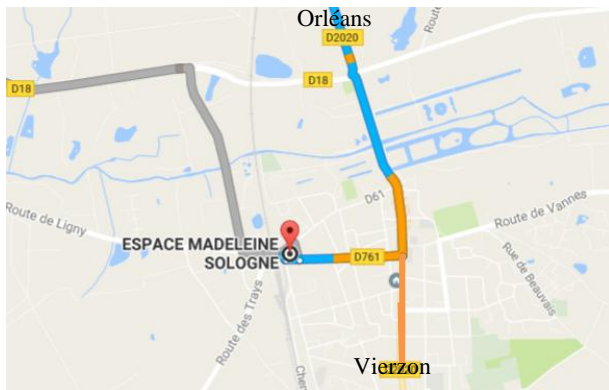 Orléans
D2020
D18
D18
D61
Route de Vannes
Route de Ligny
ESPACE MADELEINE
SOLOGNE
D761
Rue de Beauvais
Route des Trays
Vierzon